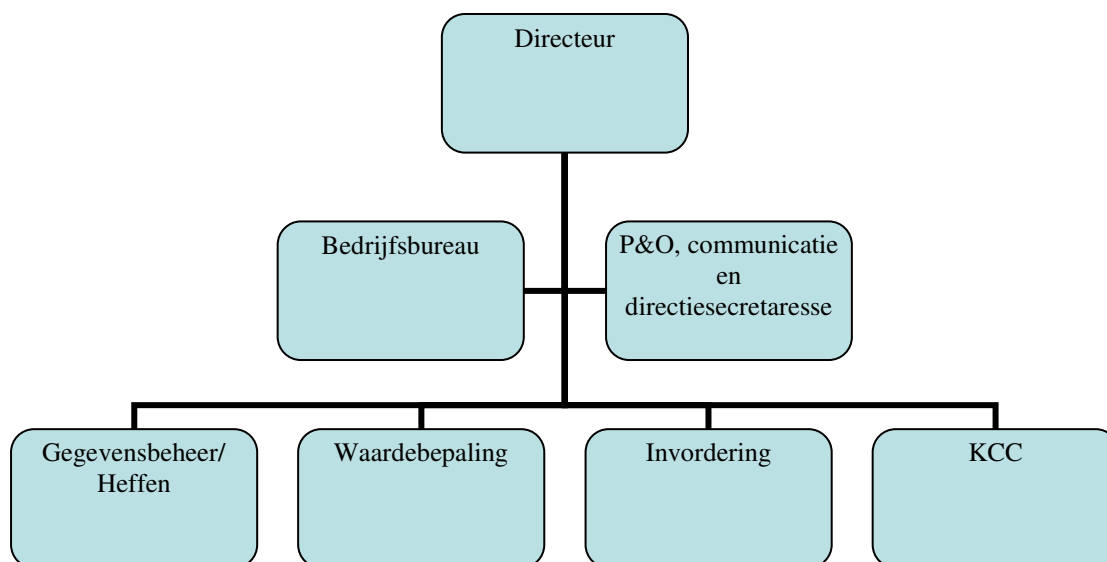 Directeur
Bedrijfsbureau
P&O, communicatie
en
directiesecretaresse
Gegevensbeheer/
Heffen
Waardebepaling
Invordering
KCC